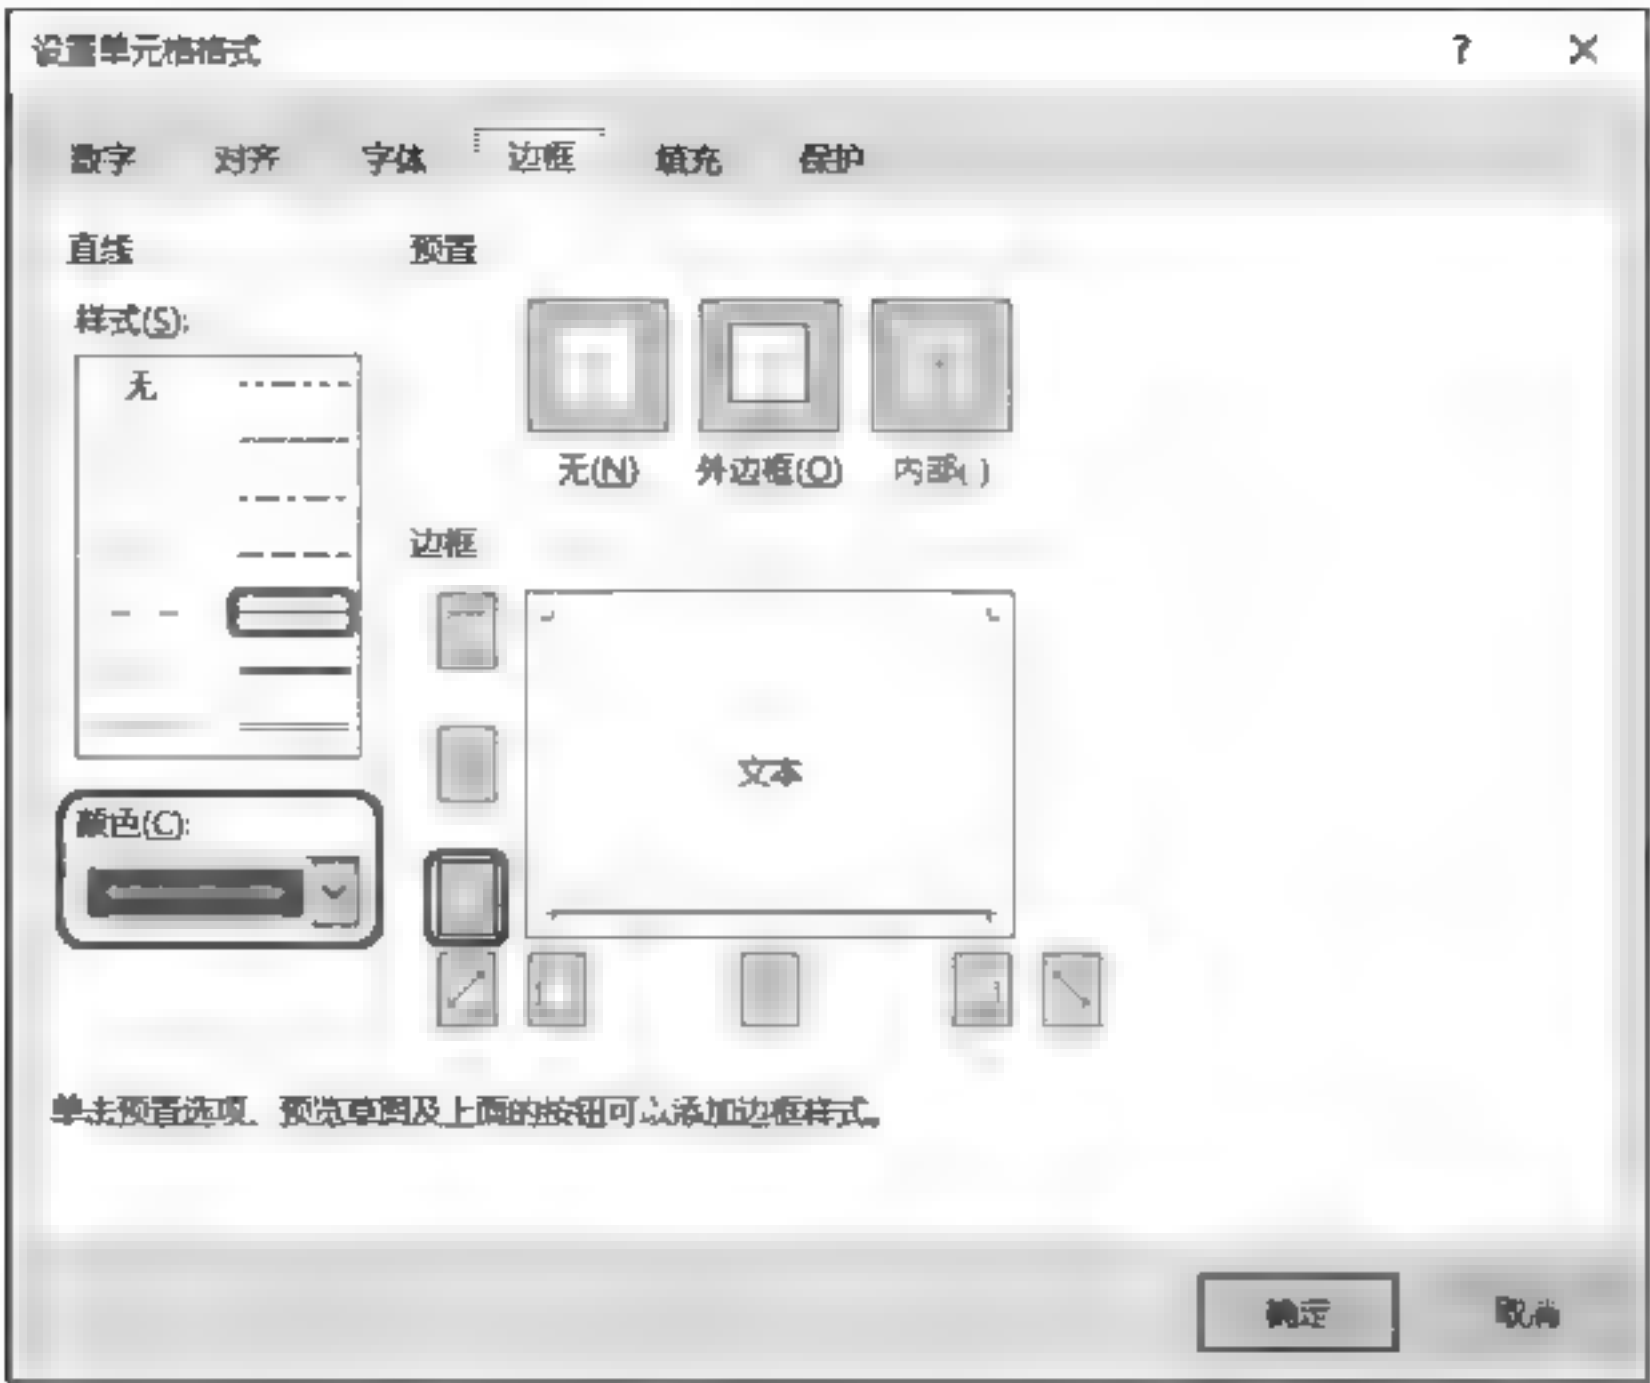 设置单元格格式 ? ×
数字 对齐 字体 边框 填充 保护
直线 预置
样式(S):
无
无(N) 外边框(O) 内部( )
边框
文本
颜色(C):
单击预置选项、预览草图及上面的按钮可以添加边框样式。
确定 取消